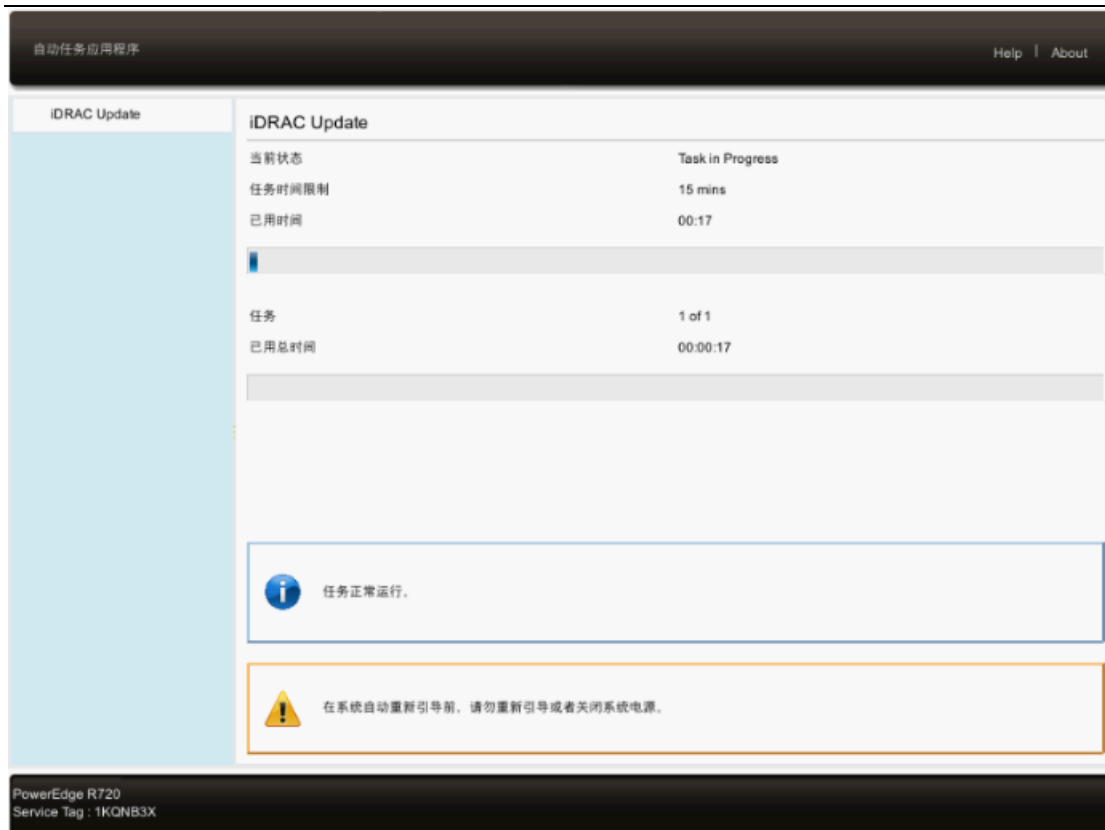 自动任务应用程序
Help | About
iDRAC Update
iDRAC Update
当前状态 Task in Progress
任务时间限制 15 mins
已用时间 00:17
任务 1 of 1
已用总时间 00:00:17
任务正常运行。
在系统自动重新引导前，请勿重新引导或者关闭系统电源。
PowerEdge R720
Service Tag : 1KQNB3X